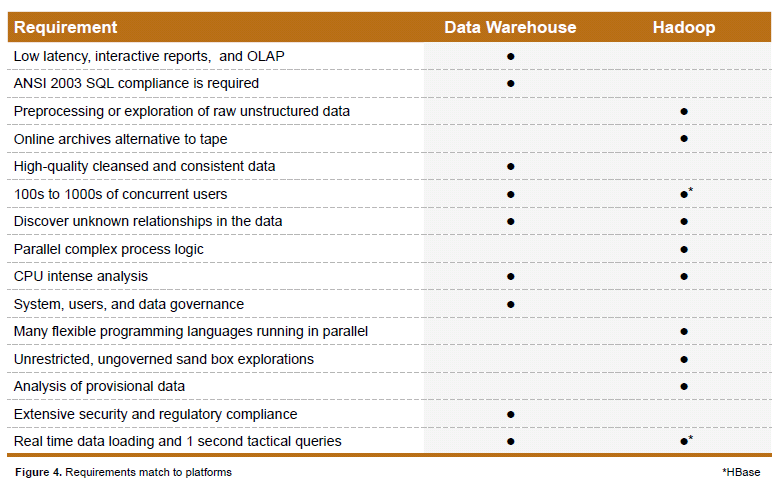 Requirement Data Warehouse Hadoop
Low latency, interactive reports, and OLAP ●
ANSI 2003 SQL compliance is required ●
Preprocessing or exploration of raw unstructured data ●
Online archives alternative to tape ●
High-quality cleansed and consistent data ●
100s to 1000s of concurrent users ● ●*
Discover unknown relationships in the data ● ●
Parallel complex process logic ●
CPU intense analysis ● ●
System, users, and data governance ●
Many flexible programming languages running in parallel ●
Unrestricted, ungoverned sand box explorations ●
Analysis of provisional data ●
Extensive security and regulatory compliance ●
Real time data loading and 1 second tactical queries ● ●*
Figure 4. Requirements match to platforms *HBase